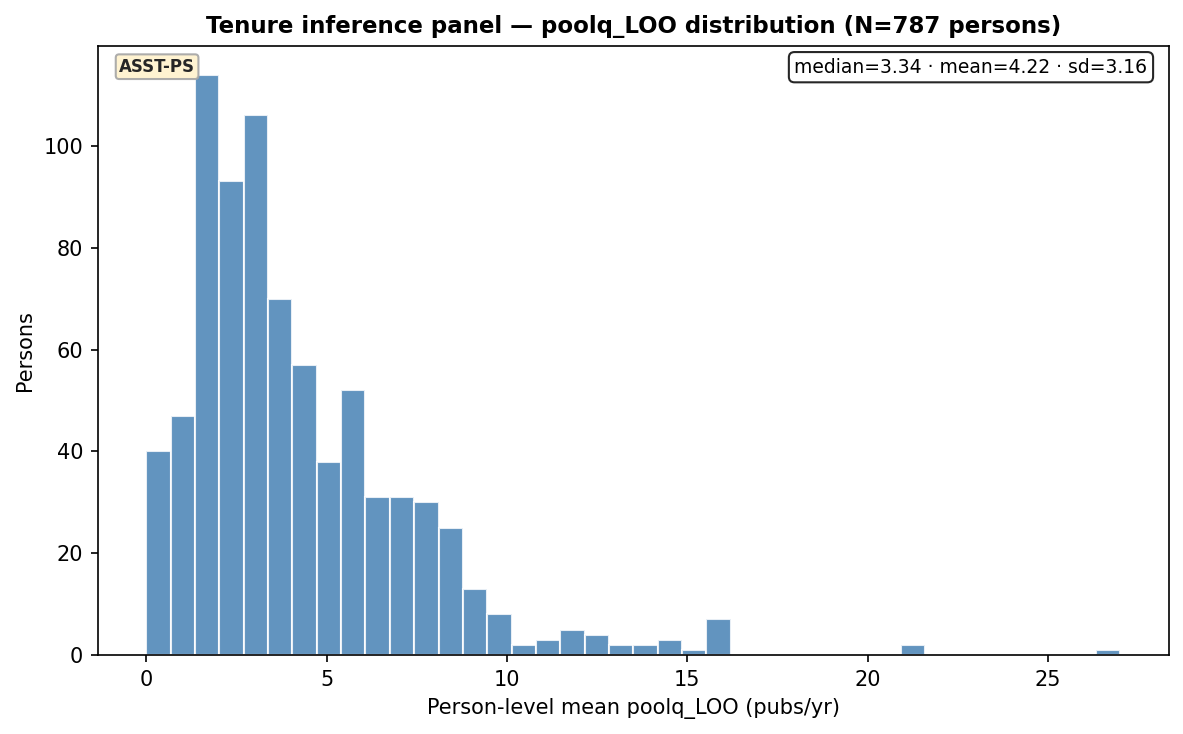 Tenure inference panel — poolq_LOO distribution (N=787 persons)
ASST-PS
median=3.34 · mean=4.22 · sd=3.16
Persons
100
80
60
40
20
0
0 5 10 15 20 25
Person-level mean poolq_LOO (pubs/yr)